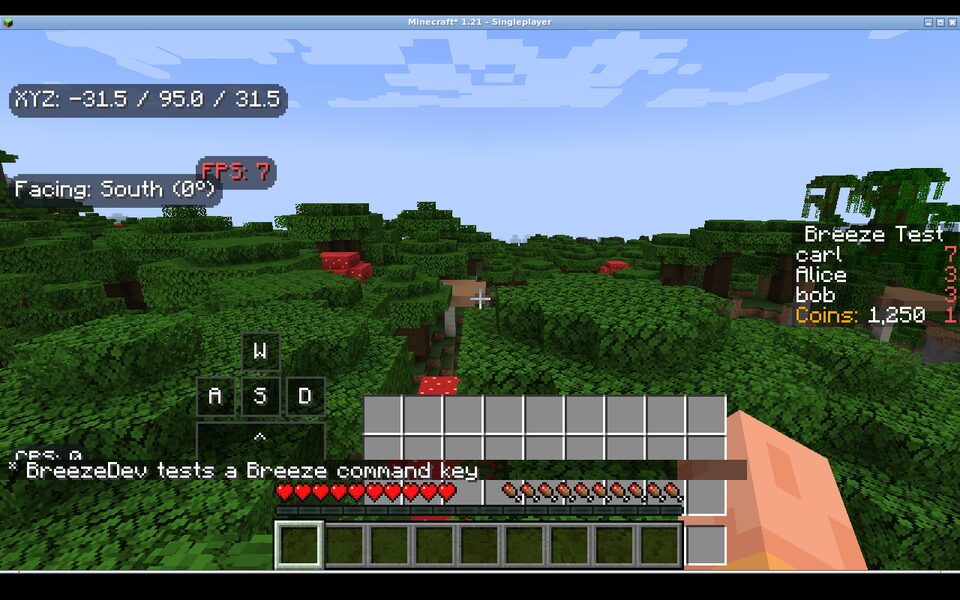 Minecraft* 1.21 - Singleplayer
XYZ: -31.5 / 95.0 / 31.5
FPS: 7
Facing: South (0°)
Breeze Test
carl 7
Alice 3
bob 3
Coins: 1,250 1
W
A S D
^
CPS: 0
* BreezeDev tests a Breeze command key